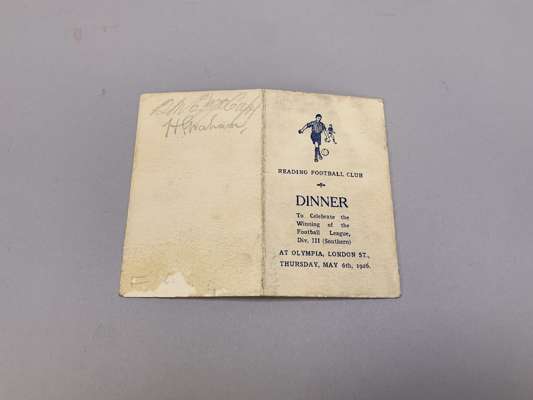 H Graham,
READING FOOTBALL CLUB
DINNER
To Celebrate the
Winning of the
Football League,
Div. III (Southern)
AT OLYMPIA, LONDON ST.,
THURSDAY, MAY 6th, 1926.